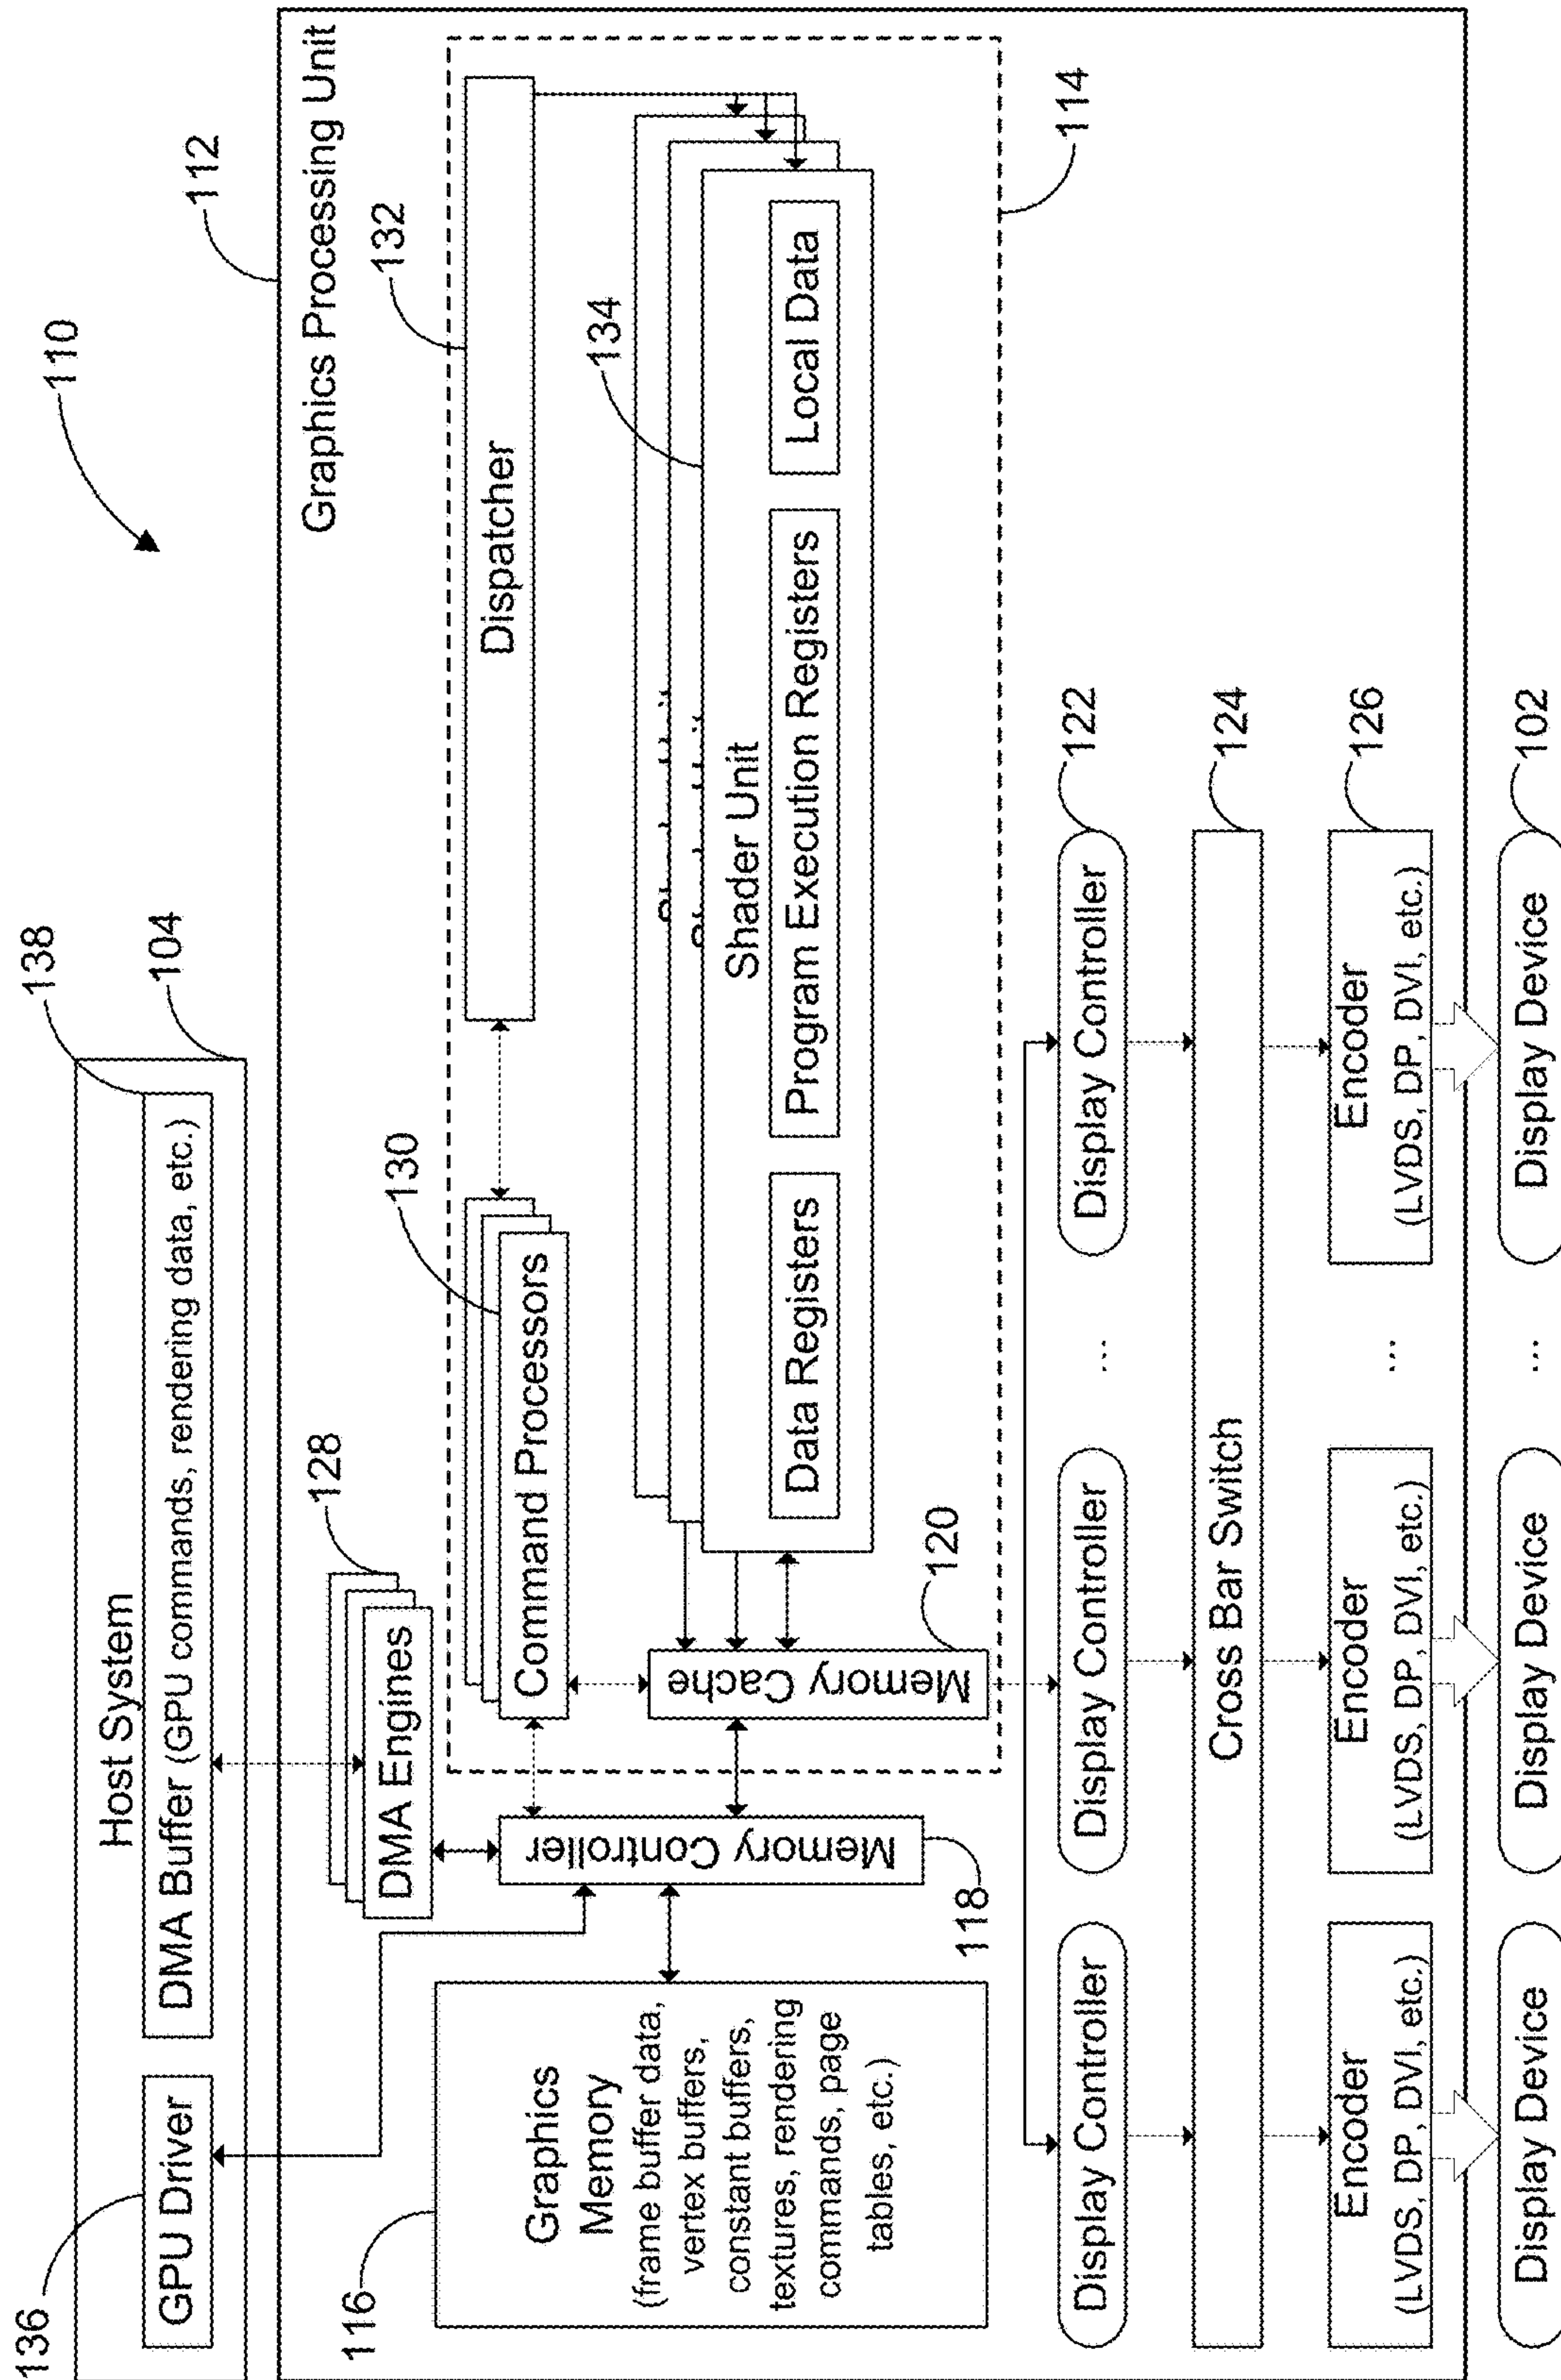 110
136
138
104
Host System
GPU Driver
DMA Buffer (GPU commands, rendering data, etc.)
112
Graphics Processing Unit
128
DMA Engines
130
132
Command Processors
Dispatcher
116
Graphics
Memory
(frame buffer data,
vertex buffers,
constant buffers,
textures, rendering
commands, page
tables, etc.)
Memory Controller
118
Memory Cache
120
134
Shader Unit
Data Registers
Program Execution Registers
Local Data
114
Display Controller
Display Controller
...
Display Controller
122
Cross Bar Switch
124
Encoder
(LVDS, DP, DVI, etc.)
Encoder
(LVDS, DP, DVI, etc.)
...
Encoder
(LVDS, DP, DVI, etc.)
126
Display Device
Display Device
...
Display Device
102